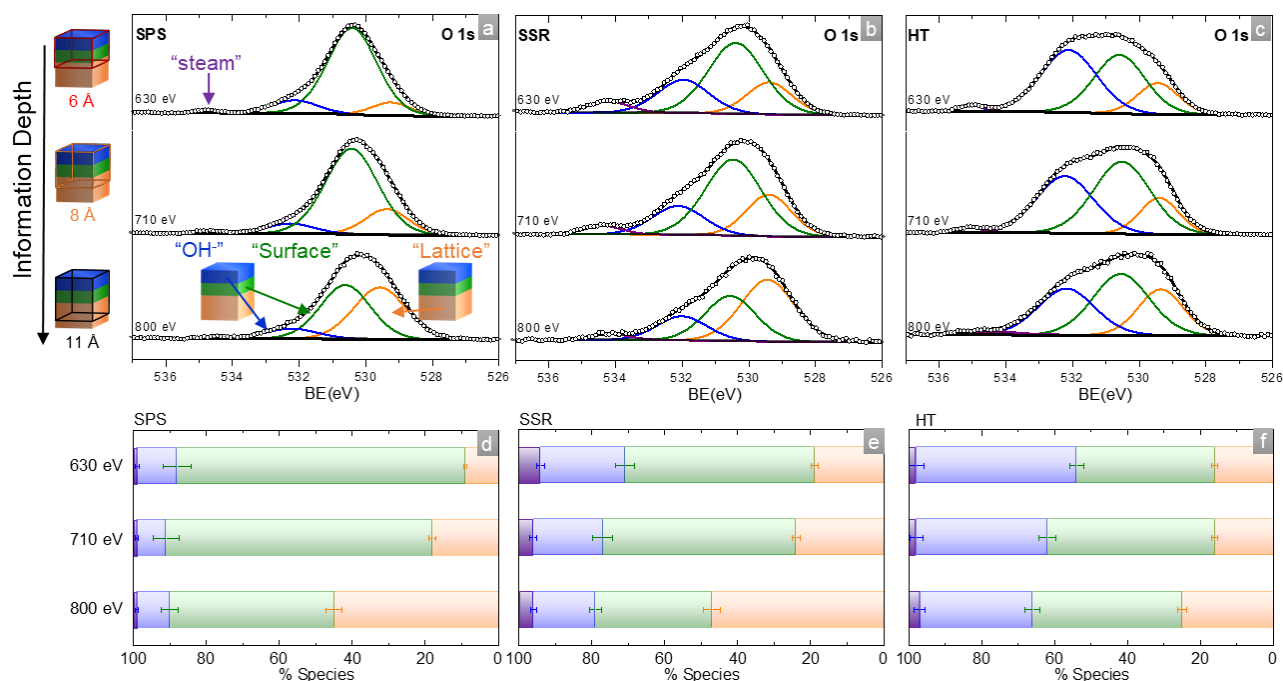 Information Depth
6 Å
8 Å
11 Å
SPS
O 1s
a
"steam"
630 eV
710 eV
"OH-"
"Surface"
"Lattice"
800 eV
536 534 532 530 528 526
BE(eV)
SSR
O 1s
b
630 eV
710 eV
800 eV
536 534 532 530 528 526
BE(eV)
HT
O 1s
c
630 eV
710 eV
800 eV
536 534 532 530 528 526
BE(eV)
SPS
d
630 eV
710 eV
800 eV
100 80 60 40 20 0
% Species
SSR
e
100 80 60 40 20 0
% Species
HT
f
100 80 60 40 20 0
% Species